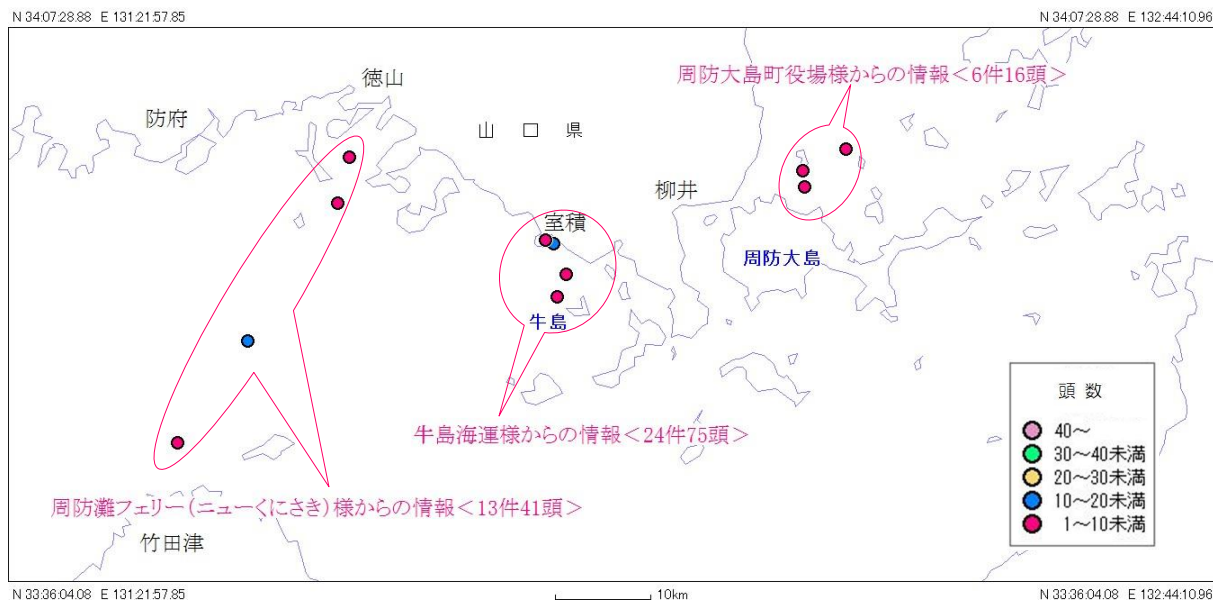 N 34:07:28.88 E 131:21:57.85
N 34:07:28.88 E 132:44:10.96
周防大島町役場様からの情報<6件16頭>
徳山
防府
山 口 県
柳井
室積
周防大島
牛島
頭 数
40～
30～40未満
20～30未満
10～20未満
1～10未満
牛島海運様からの情報<24件75頭>
周防灘フェリー(ニューくにさき)様からの情報<13件41頭>
竹田津
N 33:36:04.08 E 131:21:57.85
10km
N 33:36:04.08 E 132:44:10.96